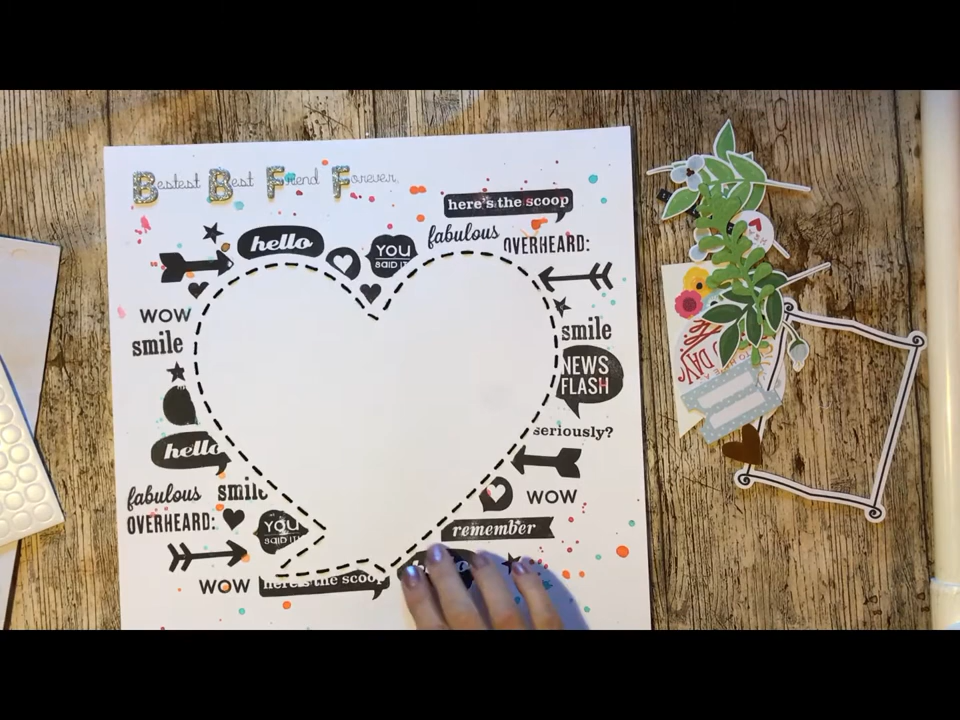 Bestest Best Friend Forever.
here's the scoop
hello
YOU
SAID IT!
fabulous
OVERHEARD:
WOW
smile
smile
NEWS
FLASH
hello
seriously?
fabulous
smile
WOW
OVERHEARD:
YOU
SAID IT!
remember
WOW
here's the scoop
DAY